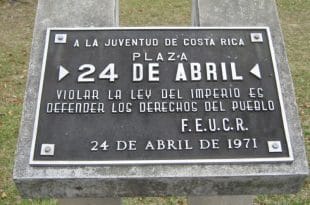 A LA JUVENTUD DE COSTA RICA
PLAZA
24 DE ABRIL
VIOLAR LA LEY DEL IMPERIO ES
DEFENDER LOS DERECHOS DEL PUEBLO
F.E.U.C.R.
24 DE ABRIL DE 1971